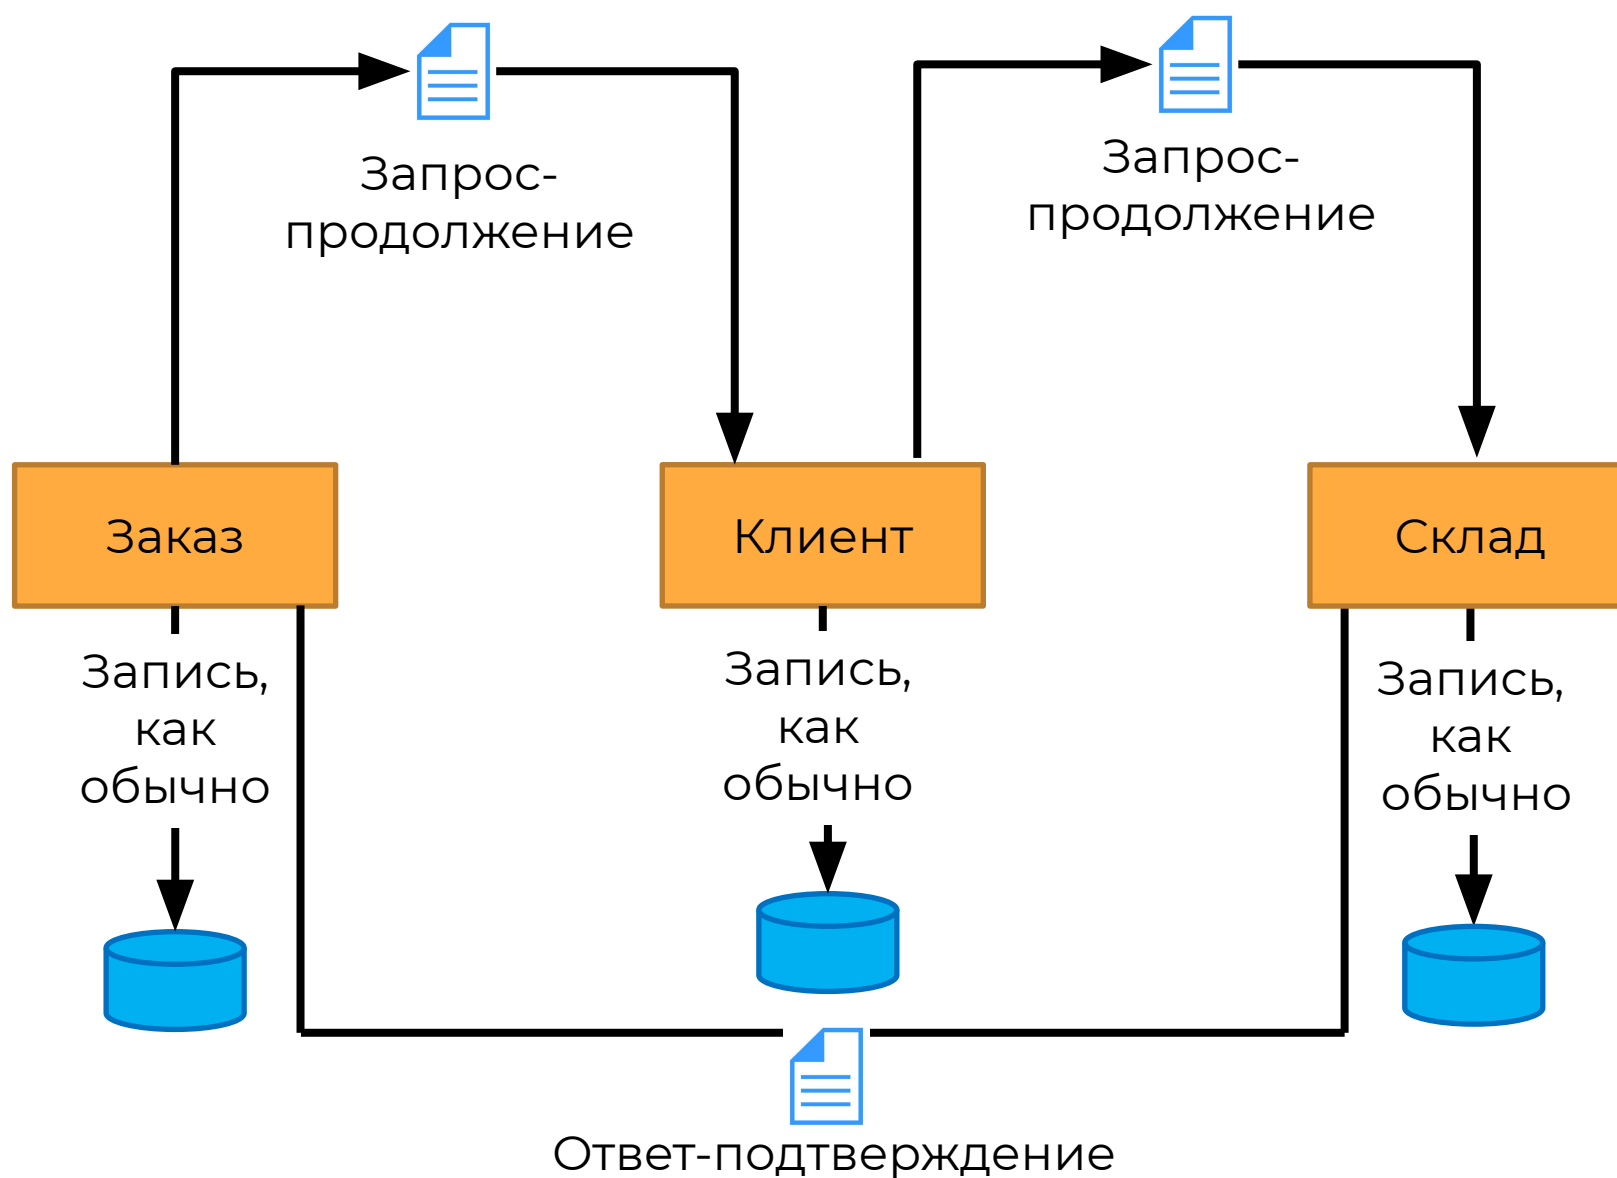 Запрос-
продолжение
Запрос-
продолжение
Заказ
Клиент
Склад
Запись,
как
обычно
Запись,
как
обычно
Запись,
как
обычно
Ответ-подтверждение